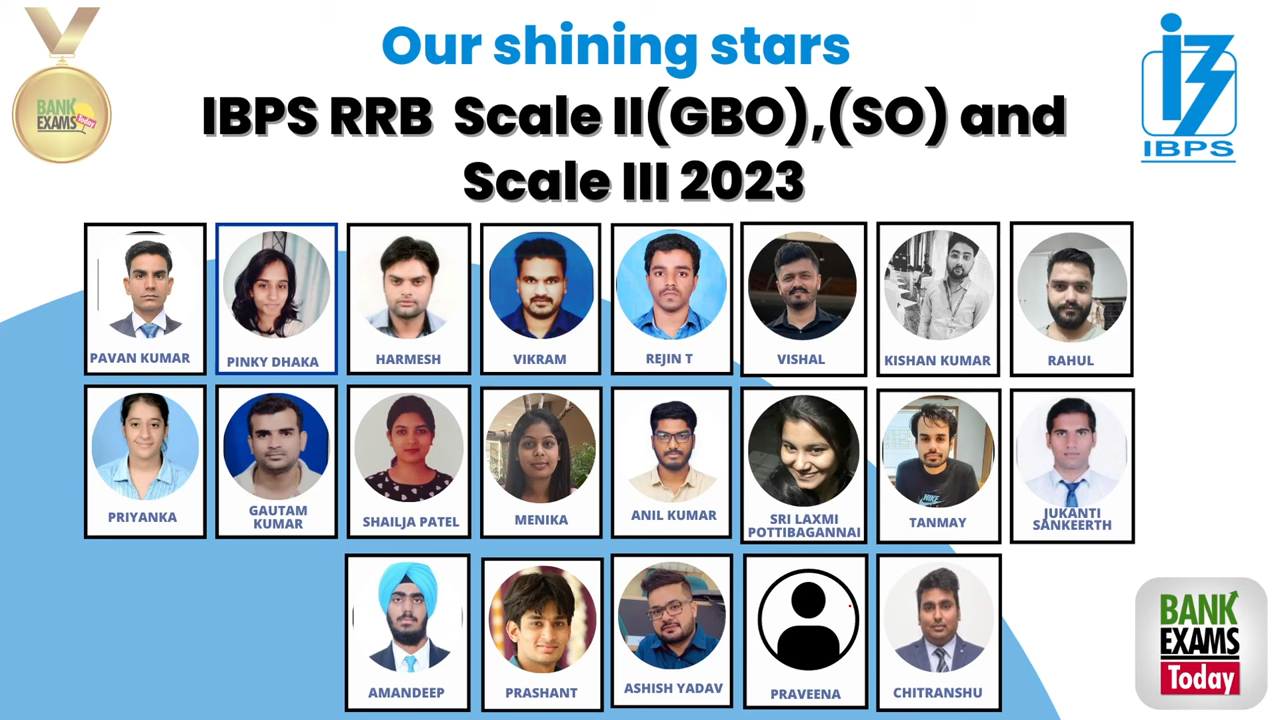 Our shining stars
IBPS RRB Scale II(GBO),(SO) and
Scale III 2023
BANK
EXAMS
Today
IBPS
PAVAN KUMAR
PINKY DHAKA
HARMESH
VIKRAM
REJIN T
VISHAL
KISHAN KUMAR
RAHUL
PRIYANKA
GAUTAM
KUMAR
SHAILJA PATEL
MENIKA
ANIL KUMAR
SRI LAXMI
POTTIBAGANNAI
TANMAY
NIKE
JUKANTI
SANKEERTH
AMANDEEP
PRASHANT
ASHISH YADAV
PRAVEENA
CHITRANSHU
BANK
EXAMS
Today